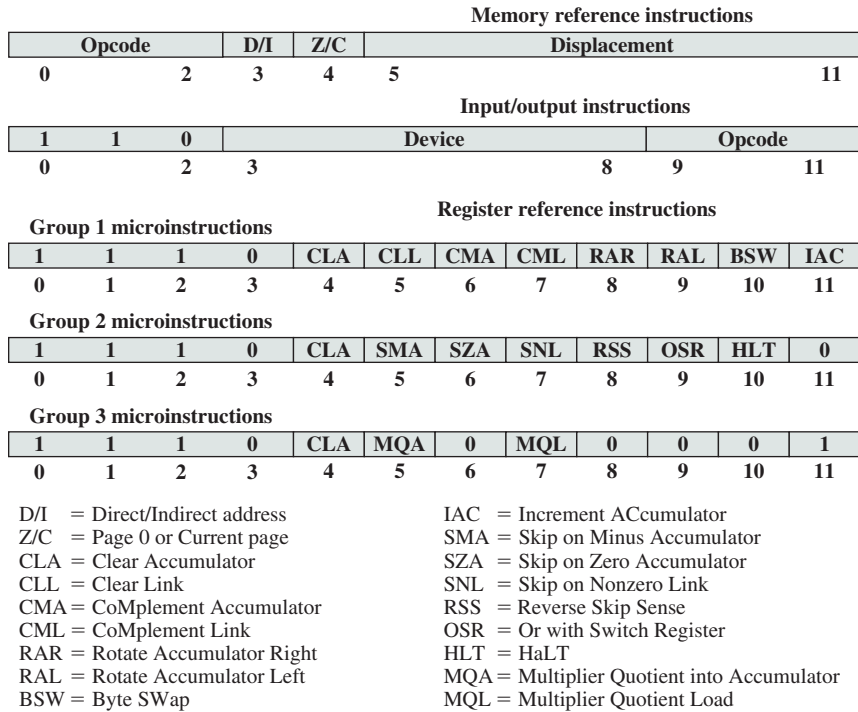 Memory reference instructions
Opcode D/I Z/C Displacement
0 2 3 4 5 11
Input/output instructions
1 1 0 Device Opcode
0 2 3 8 9 11
Register reference instructions
Group 1 microinstructions
1 1 1 0 CLA CLL CMA CML RAR RAL BSW IAC
0 1 2 3 4 5 6 7 8 9 10 11
Group 2 microinstructions
1 1 1 0 CLA SMA SZA SNL RSS OSR HLT 0
0 1 2 3 4 5 6 7 8 9 10 11
Group 3 microinstructions
1 1 1 0 CLA MQA 0 MQL 0 0 0 1
0 1 2 3 4 5 6 7 8 9 10 11
D/I = Direct/Indirect address
Z/C = Page 0 or Current page
CLA = Clear Accumulator
CLL = Clear Link
CMA = CoMplement Accumulator
CML = CoMplement Link
RAR = Rotate Accumulator Right
RAL = Rotate Accumulator Left
BSW = Byte SWap
IAC = Increment ACcumulator
SMA = Skip on Minus Accumulator
SZA = Skip on Zero Accumulator
SNL = Skip on Nonzero Link
RSS = Reverse Skip Sense
OSR = Or with Switch Register
HLT = HaLT
MQA = Multiplier Quotient into Accumulator
MQL = Multiplier Quotient Load